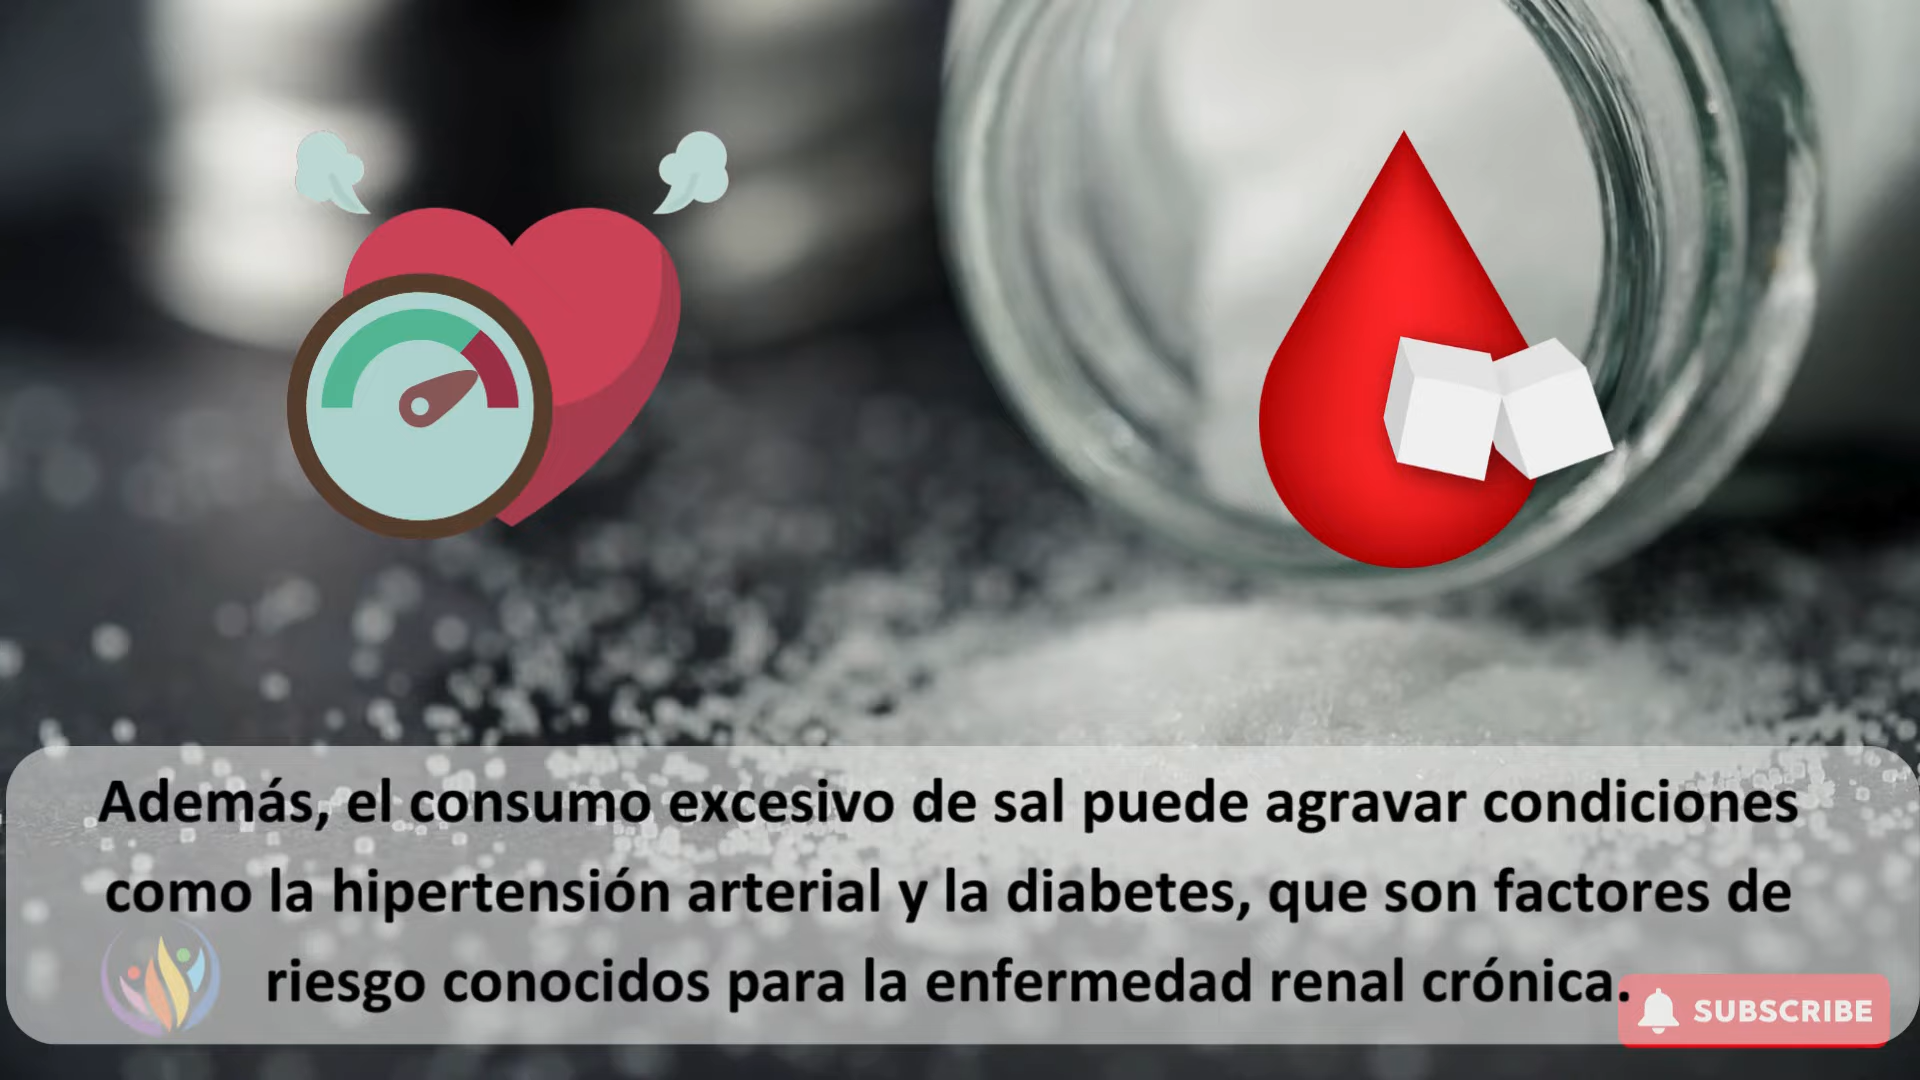 Además, el consumo excesivo de sal puede agravar condiciones
como la hipertensión arterial y la diabetes, que son factores de
riesgo conocidos para la enfermedad renal crónica.
SUBSCRIBE